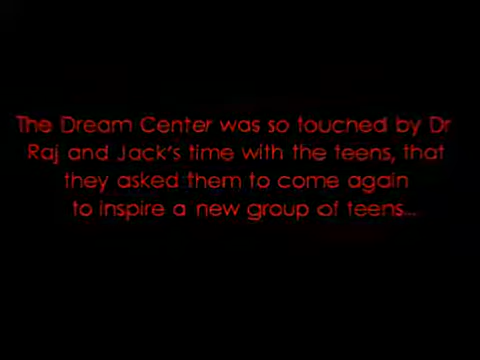 The Dream Center was so touched by Dr
Raj and Jack's time with the teens, that
they asked them to come again
to inspire a new group of teens...